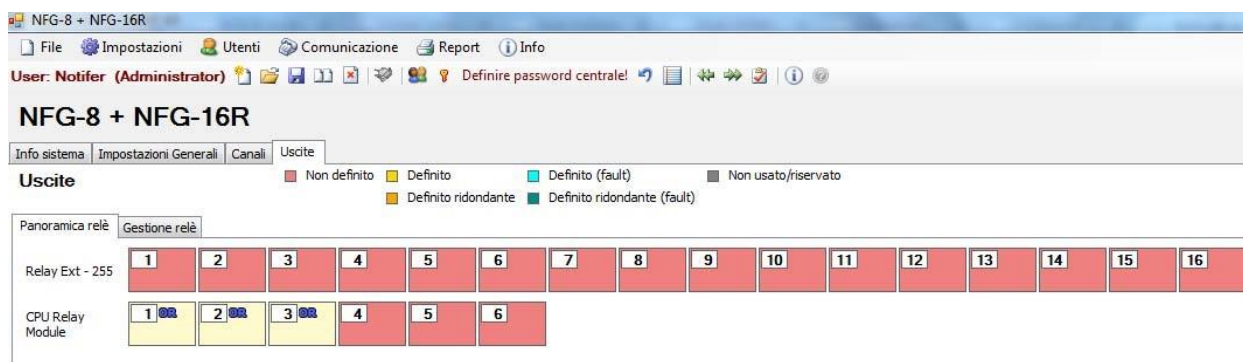 NFG-8 + NFG-16R
File Impostazioni Utenti Comunicazione Report Info
User: Notifer (Administrator) Definire password centrale!
NFG-8 + NFG-16R
Info sistema Impostazioni Generali Canali Uscite
Uscite
Non definito Definito Definito (fault) Non usato/riservato
Definito ridondante Definito ridondante (fault)
Panoramica relè Gestione relè
Relay Ext - 255 1 2 3 4 5 6 7 8 9 10 11 12 13 14 15 16
CPU Relay Module 1 OR 2 OR 3 OR 4 5 6